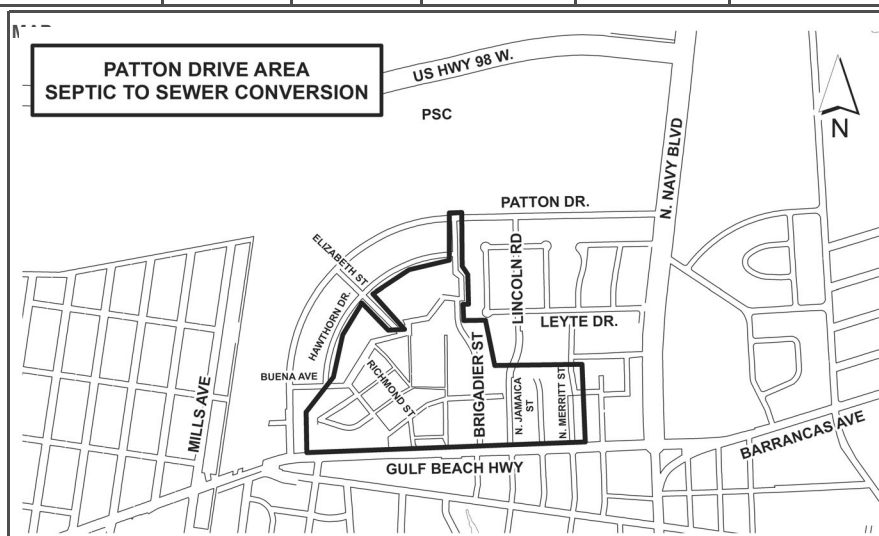 MAP
PATTON DRIVE AREA
SEPTIC TO SEWER CONVERSION
US HWY 98 W.
PSC
N
N. NAVY BLVD
PATTON DR.
ELIZABETH ST
LINCOLN RD
HAWTHORN DR.
LEYTE DR.
BUENA AVE
RICHMOND ST
BRIGADIER ST
N. JAMAICA
ST
N. MERRITT ST
MILLS AVE
BARRANCAS AVE
GULF BEACH HWY